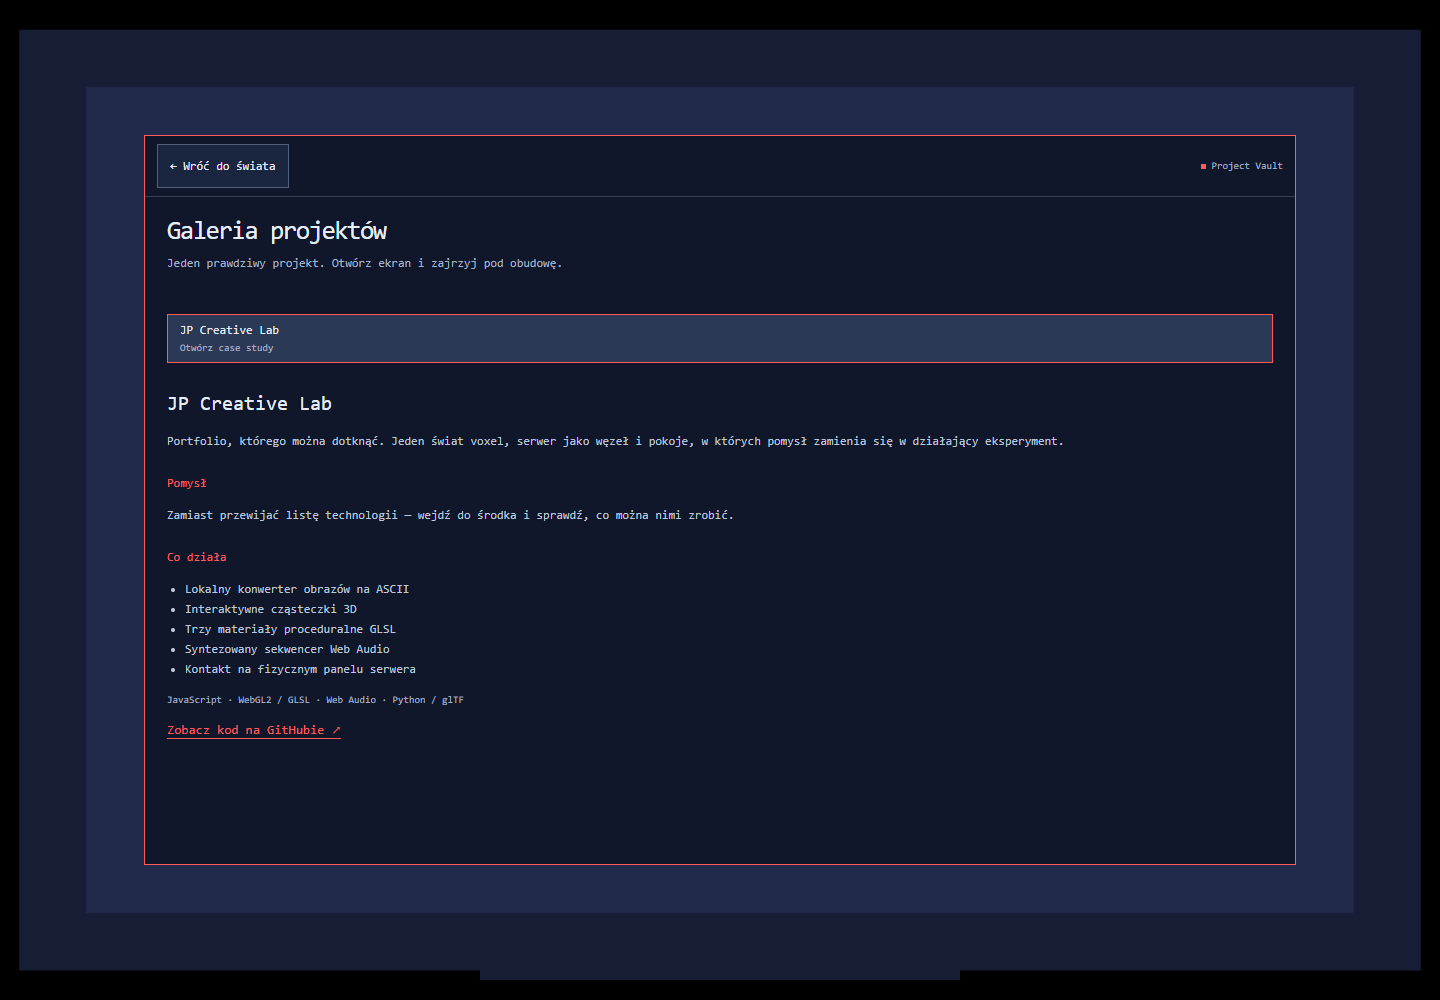 ← Wróć do świata
Project Vault
Galeria projektów
Jeden prawdziwy projekt. Otwórz ekran i zajrzyj pod obudowę.
JP Creative Lab
Otwórz case study
JP Creative Lab
Portfolio, którego można dotknąć. Jeden świat voxel, serwer jako węzeł i pokoje, w których pomysł zamienia się w działający eksperyment.
Pomysł
Zamiast przewijać listę technologii — wejdź do środka i sprawdź, co można nimi zrobić.
Co działa
• Lokalny konwerter obrazów na ASCII
• Interaktywne cząsteczki 3D
• Trzy materiały proceduralne GLSL
• Syntezowany sekwencer Web Audio
• Kontakt na fizycznym panelu serwera
JavaScript · WebGL2 / GLSL · Web Audio · Python / glTF
Zobacz kod na GitHubie ↗